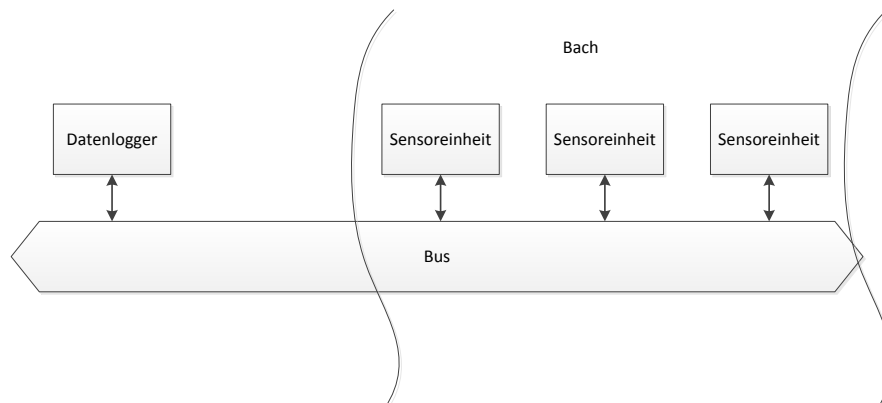 Bach
Datenlogger
Sensoreinheit
Sensoreinheit
Sensoreinheit
Bus